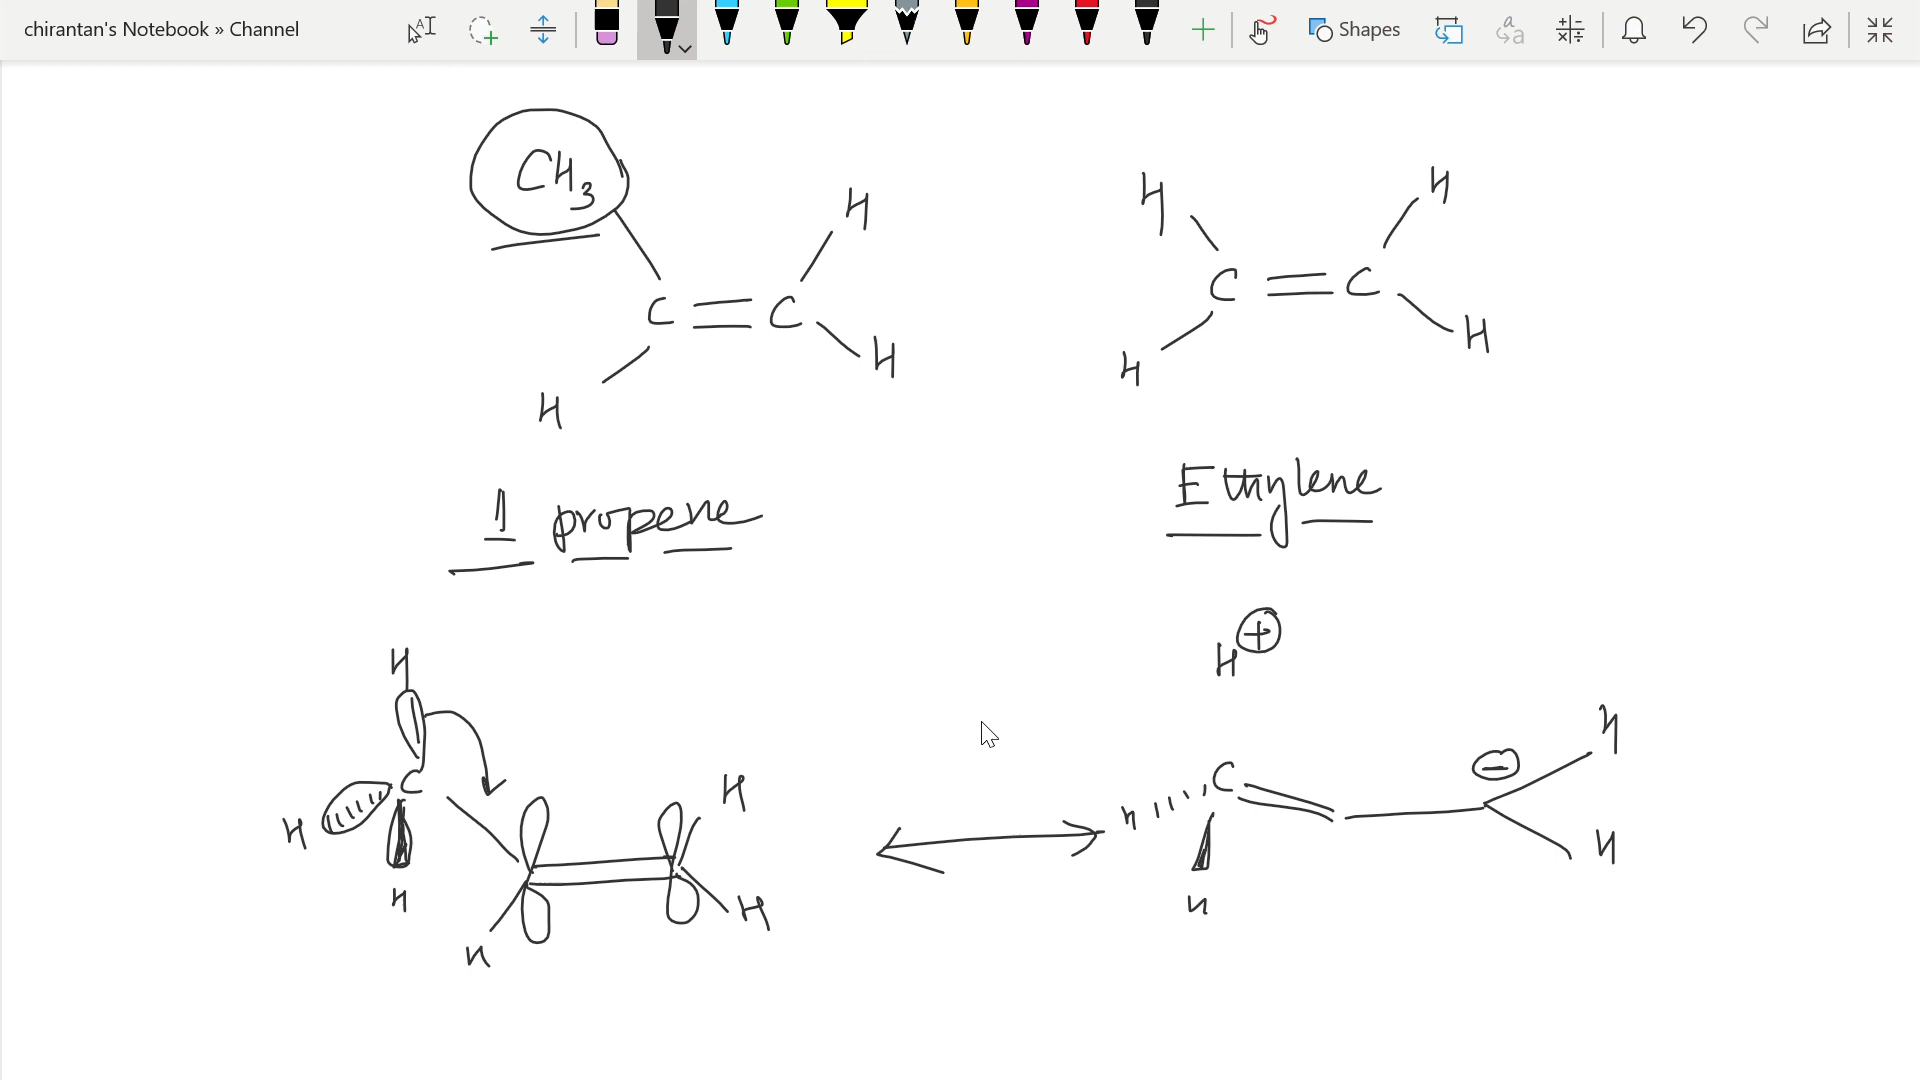 chirantan's Notebook » Channel
Shapes
CH3
H
H
H
C = C
C = C
H
H
H
H
H
1 propene
Ethylene
H
H
C
H
H
H
H
H
H⊕
C
H
H
⊖
H
H